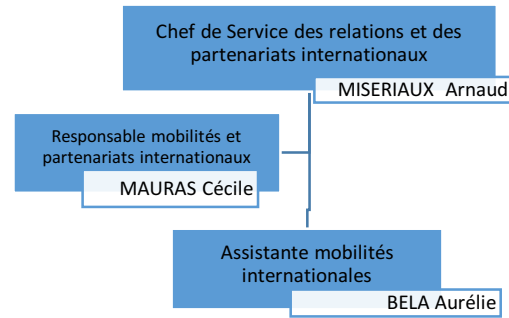 Chef de Service des relations et des
partenariats internationaux
MISERIAUX Arnaud
Responsable mobilités et
partenariats internationaux
MAURAS Cécile
Assistante mobilités
internationales
BELA Aurélie